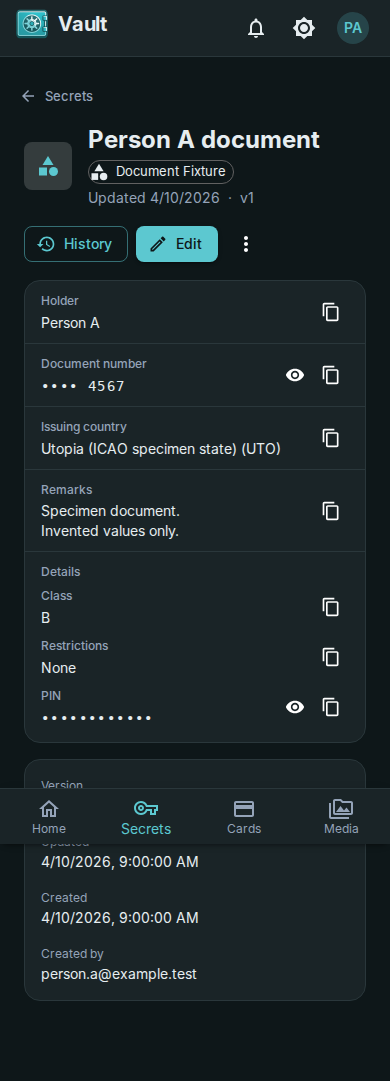 Vault
PA
Secrets
Person A document
Document Fixture
Updated 4/10/2026 · v1
History
Edit
Holder
Person A
Document number
•••• 4567
Issuing country
Utopia (ICAO specimen state) (UTO)
Remarks
Specimen document.
Invented values only.
Details
Class
B
Restrictions
None
PIN
••••••••••••
Version
Home
Secrets
Cards
Media
Updated
4/10/2026, 9:00:00 AM
Created
4/10/2026, 9:00:00 AM
Created by
person.a@example.test